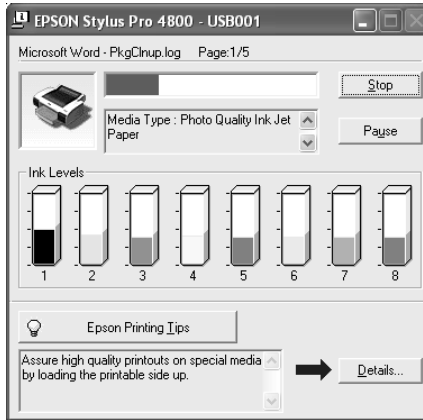 EPSON Stylus Pro 4800 - USB001
Microsoft Word - PkgClnup.log Page:1/5
Stop
Media Type : Photo Quality Ink Jet
Paper
Pause
Ink Levels
1 2 3 4 5 6 7 8
Epson Printing Tips
Assure high quality printouts on special media
by loading the printable side up.
Details...